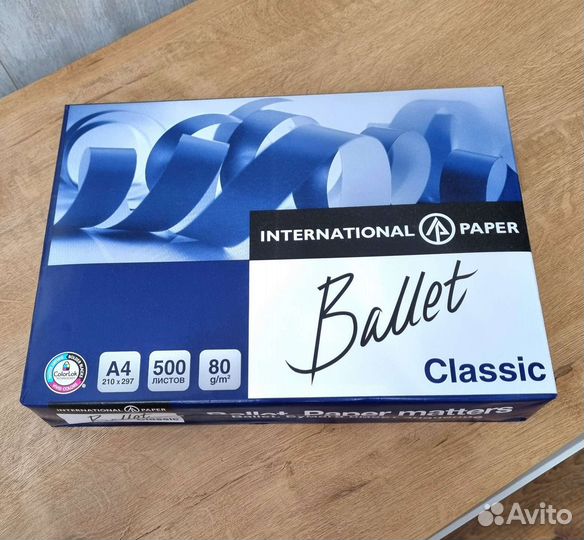 INTERNATIONAL PAPER
Ballet
Classic
ColorLok
A4
210 x 297
500
ЛИСТОВ
80
g/m²
INTERNATIONAL PAPER
Ballet Classic
Ballet. Paper matters
Avito